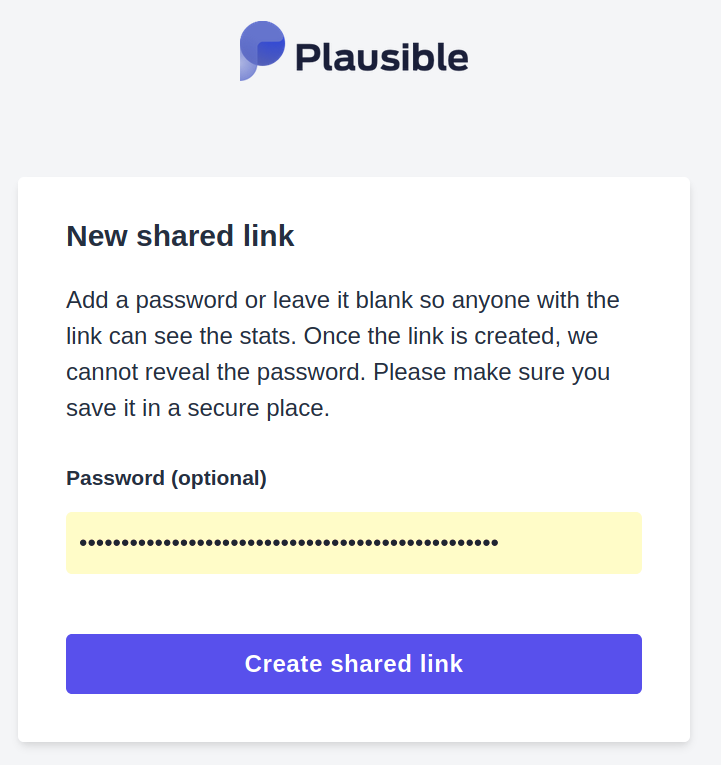 Plausible
New shared link
Add a password or leave it blank so anyone with the
link can see the stats. Once the link is created, we
cannot reveal the password. Please make sure you
save it in a secure place.
Password (optional)
••••••••••••••••••••••••••••••••••••••••••••••••••
Create shared link